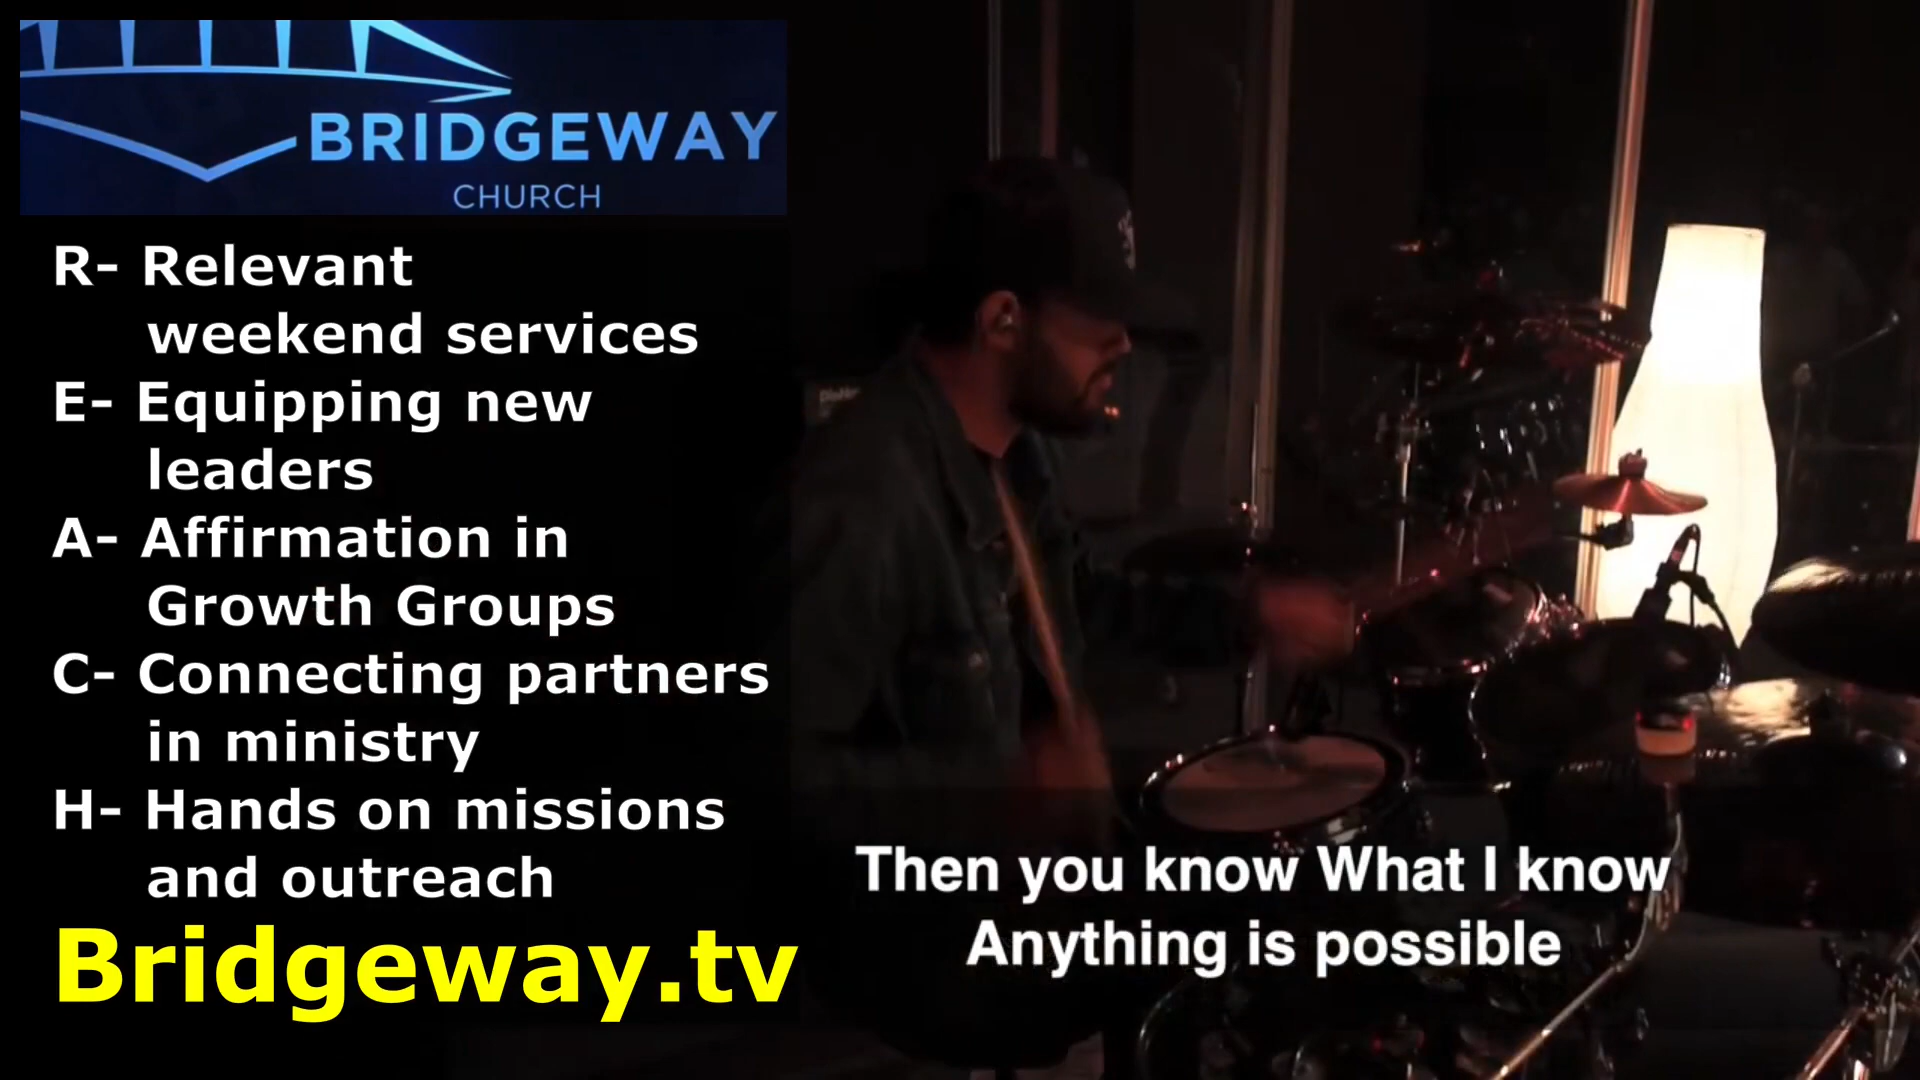 BRIDGEWAY
CHURCH
R- Relevant
weekend services
E- Equipping new
leaders
A- Affirmation in
Growth Groups
C- Connecting partners
in ministry
H- Hands on missions
and outreach
Bridgeway.tv
Then you know What I know
Anything is possible